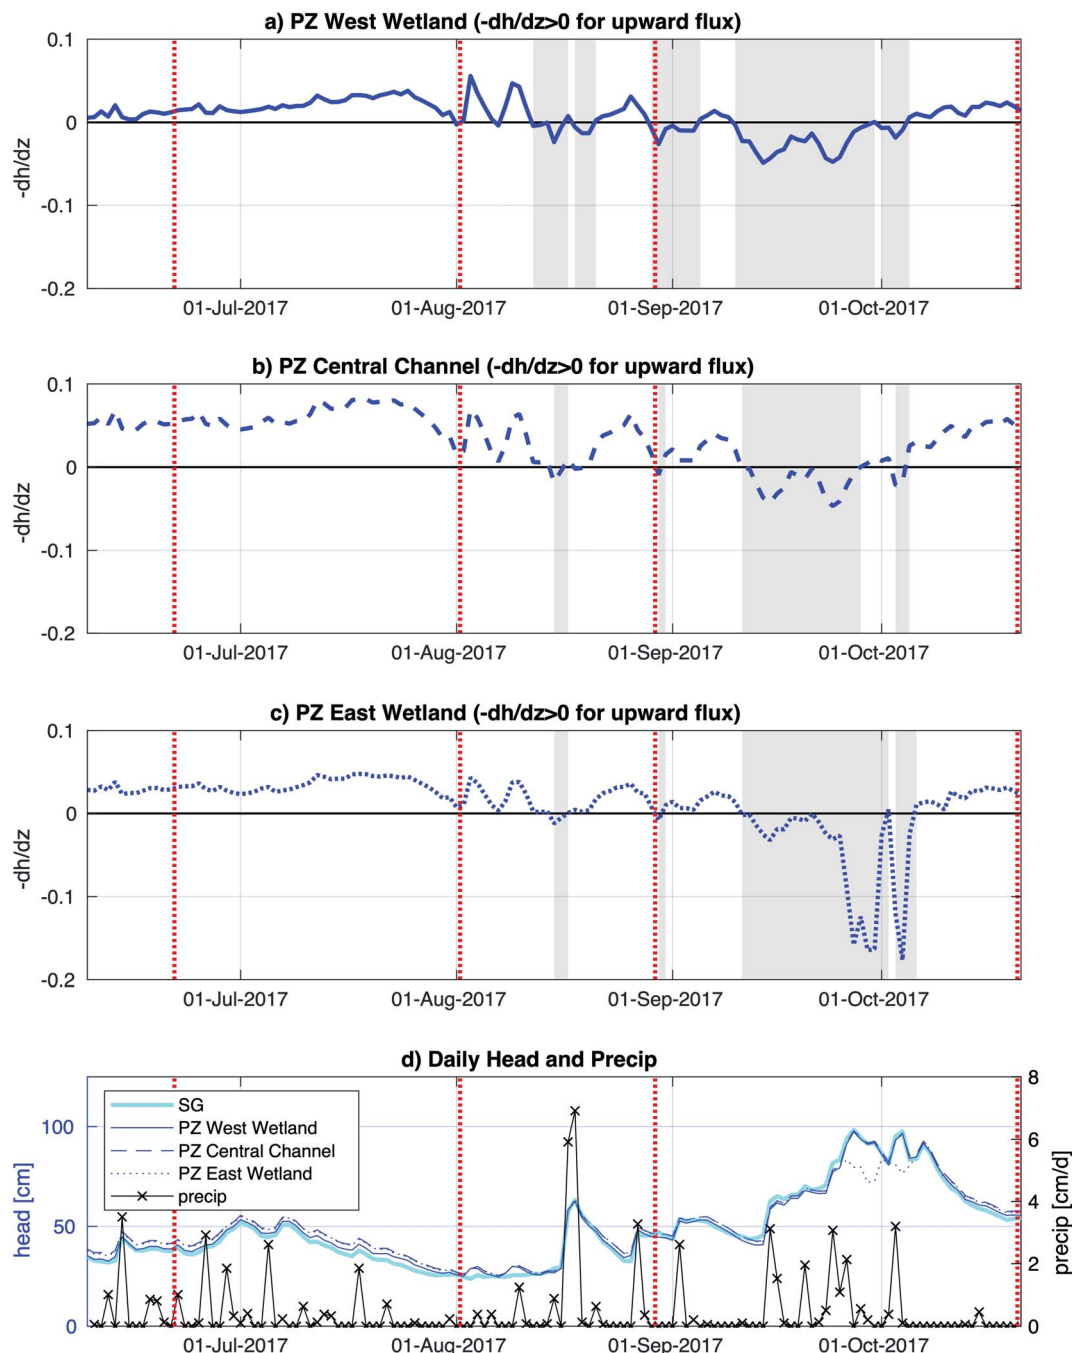 a) PZ West Wetland (-dh/dz>0 for upward flux)
0.1
0
-0.1
-0.2
-dh/dz
01-Jul-2017 01-Aug-2017 01-Sep-2017 01-Oct-2017
b) PZ Central Channel (-dh/dz>0 for upward flux)
0.1
0
-0.1
-0.2
-dh/dz
01-Jul-2017 01-Aug-2017 01-Sep-2017 01-Oct-2017
c) PZ East Wetland (-dh/dz>0 for upward flux)
0.1
0
-0.1
-0.2
-dh/dz
01-Jul-2017 01-Aug-2017 01-Sep-2017 01-Oct-2017
d) Daily Head and Precip
SG
PZ West Wetland
PZ Central Channel
PZ East Wetland
precip
100
50
0
head [cm]
8
6
4
2
0
precip [cm/d]
01-Jul-2017 01-Aug-2017 01-Sep-2017 01-Oct-2017